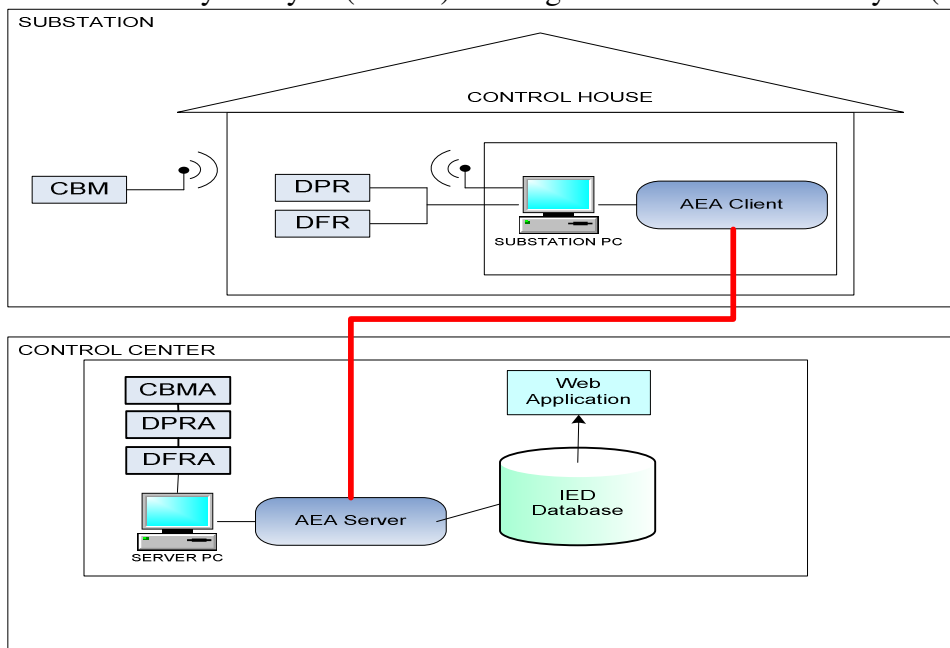 SUBSTATION
CONTROL HOUSE
CBM
DPR
DFR
SUBSTATION PC
AEA Client
CONTROL CENTER
CBMA
DPRA
DFRA
SERVER PC
AEA Server
Web
Application
IED
Database